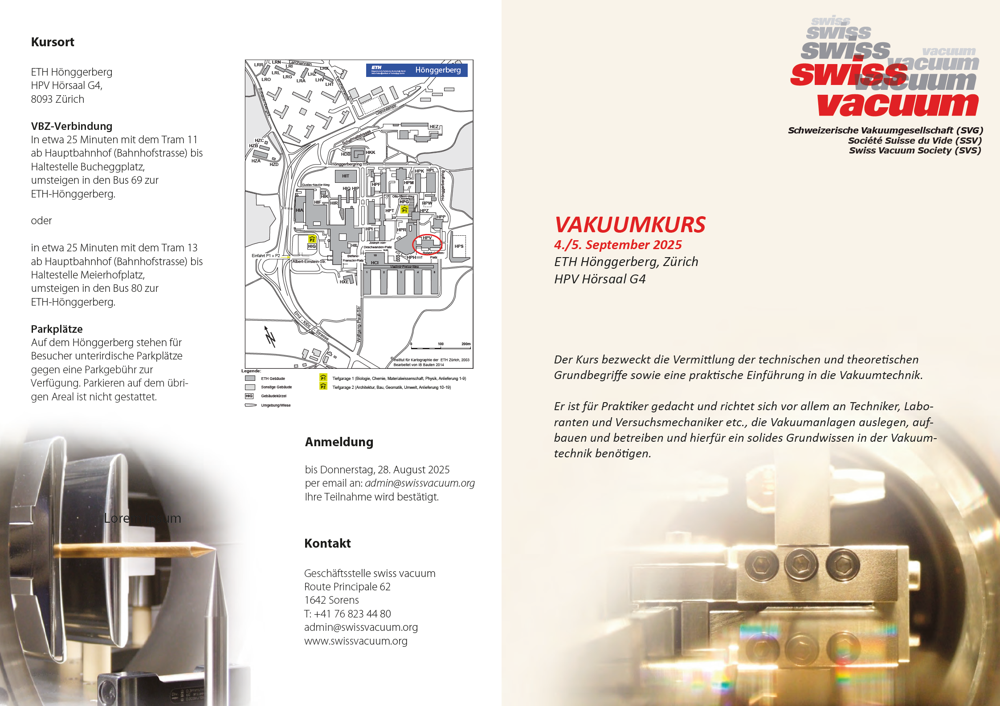 Kursort
ETH Hönggerberg
HPV Hörsaal G4,
8093 Zürich
VBZ-Verbindung
In etwa 25 Minuten mit dem Tram 11
ab Hauptbahnhof (Bahnhofstrasse) bis
Haltestelle Bucheggplatz,
umsteigen in den Bus 69 zur
ETH-Hönggerberg.
oder
in etwa 25 Minuten mit dem Tram 13
ab Hauptbahnhof (Bahnhofstrasse) bis
Haltestelle Meierhofplatz,
umsteigen in den Bus 80 zur
ETH-Hönggerberg.
Parkplätze
Auf dem Hönggerberg stehen für
Besucher unterirdische Parkplätze
gegen eine Parkgebühr zur
Verfügung. Parkieren auf dem übri-
gen Areal ist nicht gestattet.
ETH
Hönggerberg
LRR
LRN
Lerchenrain
LRI
LHX
LRL
LHZ
LRG
LRO
LRA
LHV
LHT
Lerchenhalde
Schauenbergstr.
Glaubtenstr.
HEZ
Schafmattstrasse
HZC
HZB
HZA
HZD
HDB
HKK
Hönggerbergring
HIT
HPK
HPL
HPF
HPM
Hönggerbergring
Gustav-Naville-Weg
HIQ
HIP
HIK
Otto-Stern-Weg
HIF
HIR
HPG
HPW
HIA
HPT
P1
HPZ
HPP
HPI
HPR
P2
HPV
HIG
HIL
Joseph von-
Deschwanden-Platz
HPS
Einfahrt P1 + P2
Stefano-
Franscini-Platz
10
HPH
Robert-Gnehm-
Platz
Albert-Einstein-Str.
HCI
Vladimir-Prelog-Weg
1
2
3
4
5
HXE
Emil - Klöti - Strasse
Wolfgang-Pauli-Str.
N
0
100
200m
© Institut für Kartographie der ETH Zürich, 2003
Bearbeitet von IB Bauten 2014
Legende:
ETH Gebäude
Sonstige Gebäude
HIG
Gebäudekürzel
Umgebung/Wiese
P1
Tiefgarage 1 (Biologie, Chemie, Materialwissenschaft, Physik, Anlieferung 1-9)
P2
Tiefgarage 2 (Architektur, Bau, Geomatik, Umwelt, Anlieferung 10-19)
Anmeldung
bis Donnerstag, 28. August 2025
per email an: admin@swissvacuum.org
Ihre Teilnahme wird bestätigt.
Lorem ipsum
Kontakt
Geschäftsstelle swiss vacuum
Route Principale 62
1642 Sorens
T: +41 76 823 44 80
admin@swissvacuum.org
www.swissvacuum.org
swiss
swiss
swiss
swiss
vacuum
vacuum
vacuum
vacuum
Schweizerische Vakuumgesellschaft (SVG)
Société Suisse du Vide (SSV)
Swiss Vacuum Society (SVS)
VAKUUMKURS
4./5. September 2025
ETH Hönggerberg, Zürich
HPV Hörsaal G4
Der Kurs bezweckt die Vermittlung der technischen und theoretischen
Grundbegriffe sowie eine praktische Einführung in die Vakuumtechnik.
Er ist für Praktiker gedacht und richtet sich vor allem an Techniker, Labo-
ranten und Versuchsmechaniker etc., die Vakuumanlagen auslegen, auf-
bauen und betreiben und hierfür ein solides Grundwissen in der Vakuum-
technik benötigen.